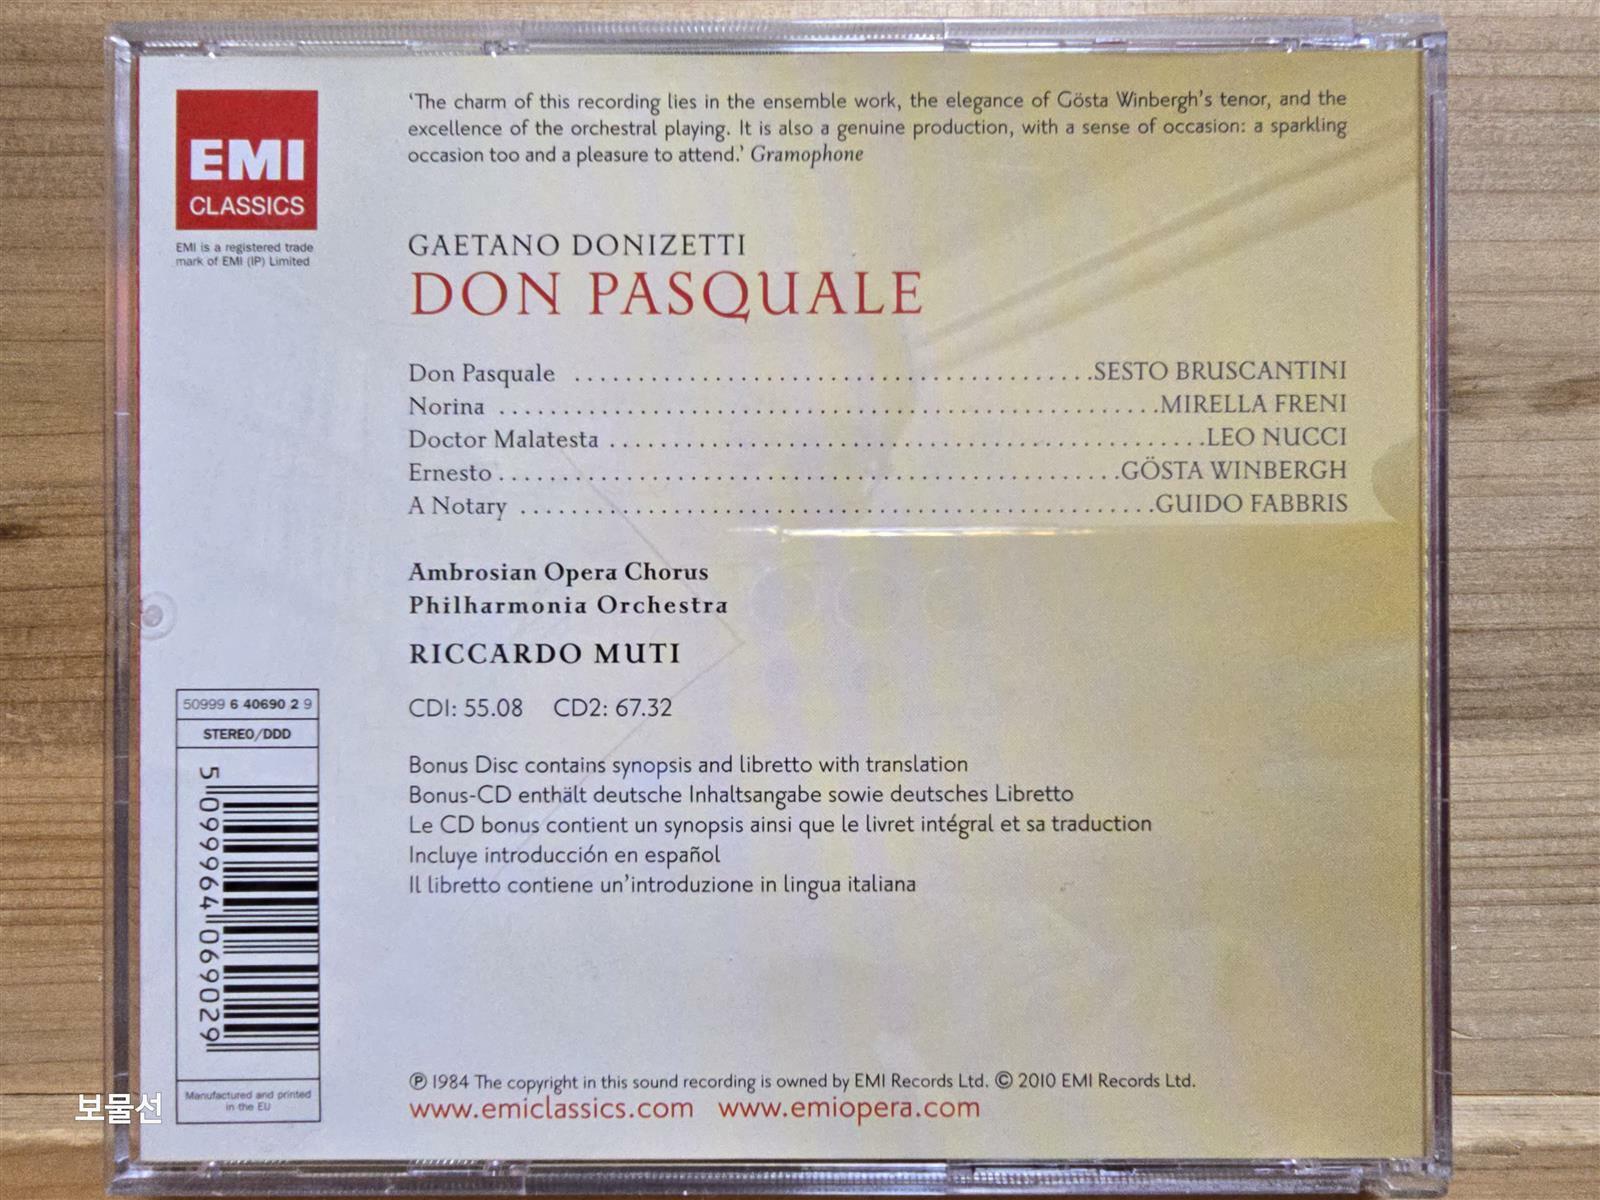 EMI
CLASSICS
EMI is a registered trade
mark of EMI (IP) Limited
‘The charm of this recording lies in the ensemble work, the elegance of Gösta Winbergh’s tenor, and the
excellence of the orchestral playing. It is also a genuine production, with a sense of occasion: a sparkling
occasion too and a pleasure to attend.’ Gramophone
GAETANO DONIZETTI
DON PASQUALE
Don Pasquale ........................................ SESTO BRUSCANTINI
Norina ........................................ MIRELLA FRENI
Doctor Malatesta ........................................ LEO NUCCI
Ernesto ........................................ GÖSTA WINBERGH
A Notary ........................................ GUIDO FABBRIS
Ambrosian Opera Chorus
Philharmonia Orchestra
RICCARDO MUTI
CD1: 55.08 CD2: 67.32
Bonus Disc contains synopsis and libretto with translation
Bonus-CD enthält deutsche Inhaltsangabe sowie deutsches Libretto
Le CD bonus contient un synopsis ainsi que le livret intégral et sa traduction
Incluye introducción en español
Il libretto contiene un’introduzione in lingua italiana
50999 6 40690 2 9
STEREO/DDD
5 099964 069029
Manufactured and printed
in the EU
℗ 1984 The copyright in this sound recording is owned by EMI Records Ltd. © 2010 EMI Records Ltd.
www.emiclassics.com www.emiopera.com
보물선